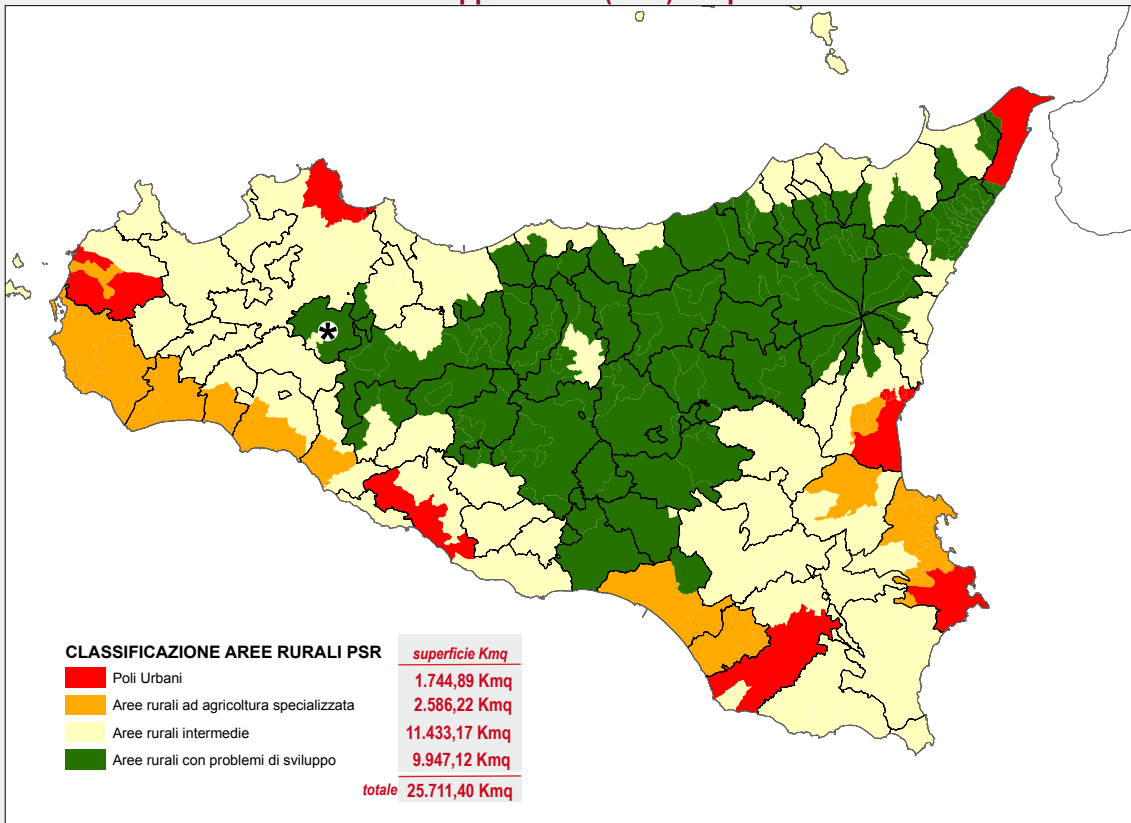 CLASSIFICAZIONE AREE RURALI PSR superficie Kmq
Poli Urbani 1.744,89 Kmq
Aree rurali ad agricoltura specializzata 2.586,22 Kmq
Aree rurali intermedie 11.433,17 Kmq
Aree rurali con problemi di sviluppo 9.947,12 Kmq
totale 25.711,40 Kmq